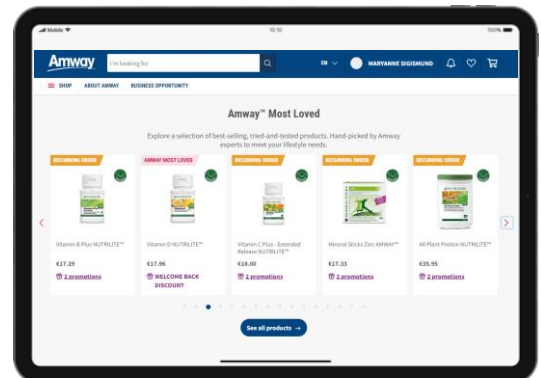 Mobile
10:10
100%
Amway
I'm looking for
EN
MARYANNE SIGISMUND
SHOP
ABOUT AMWAY
BUSINESS OPPORTUNITY
Amway™ Most Loved
Explore a selection of best-selling, tried-and-tested products. Hand-picked by Amway
experts to meet your lifestyle needs.
RECURRING ORDER
AMWAY MOST LOVED
RECURRING ORDER
RECURRING ORDER
RECURRING ORDER
Vitamin B Plus NUTRILITE™
Vitamin D NUTRILITE™
Vitamin C Plus - Extended
Release NUTRILITE™
Mineral Sticks Zinc AMWAY™
All Plant Protein NUTRILITE™
€17.29
€17.96
€18.00
€17.33
€35.95
2 promotions
WELCOME BACK
DISCOUNT
2 promotions
2 promotions
2 promotions
See all products →